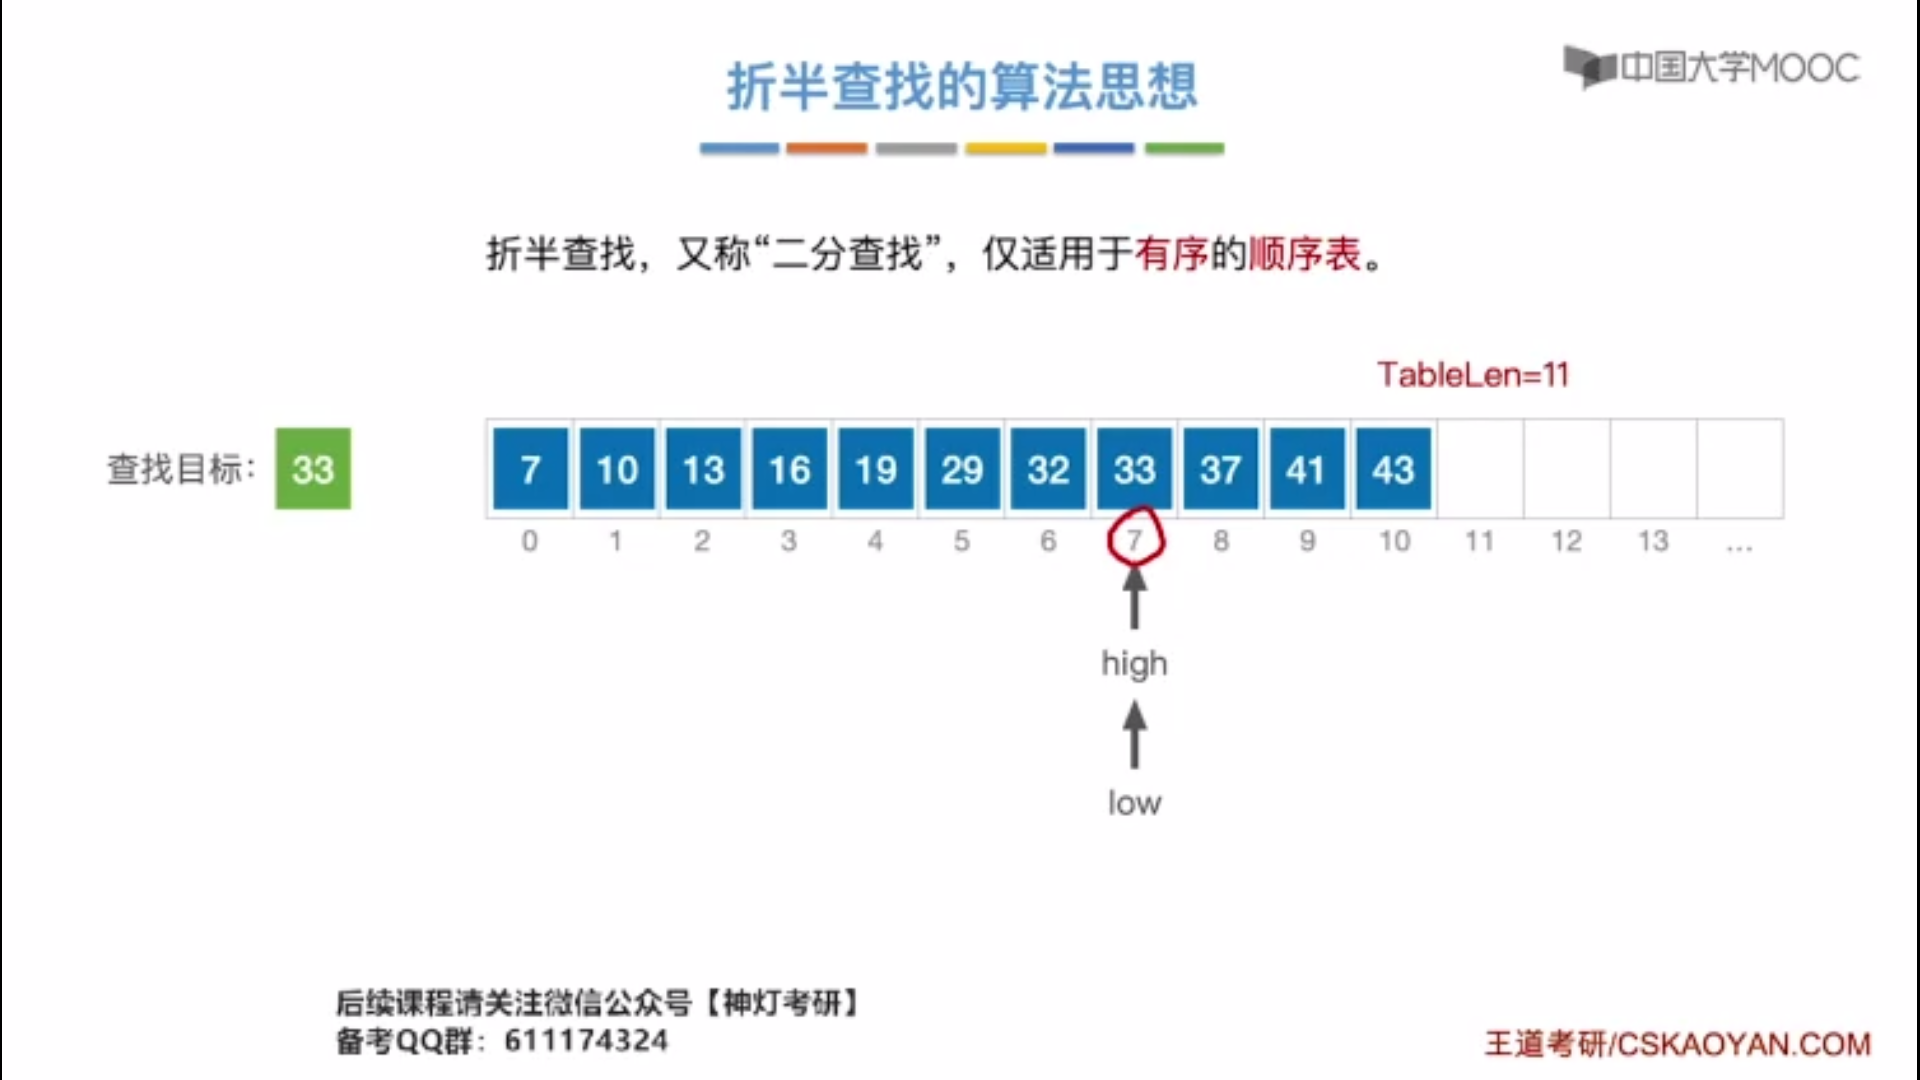 中国大学MOOC
折半查找的算法思想
折半查找，又称“二分查找”，仅适用于有序的顺序表。
TableLen=11
查找目标： 33
7 10 13 16 19 29 32 33 37 41 43
0 1 2 3 4 5 6 7 8 9 10 11 12 13 ...
high
low
后续课程请关注微信公众号【神灯考研】
备考QQ群：611174324
王道考研/CSKAOYAN.COM